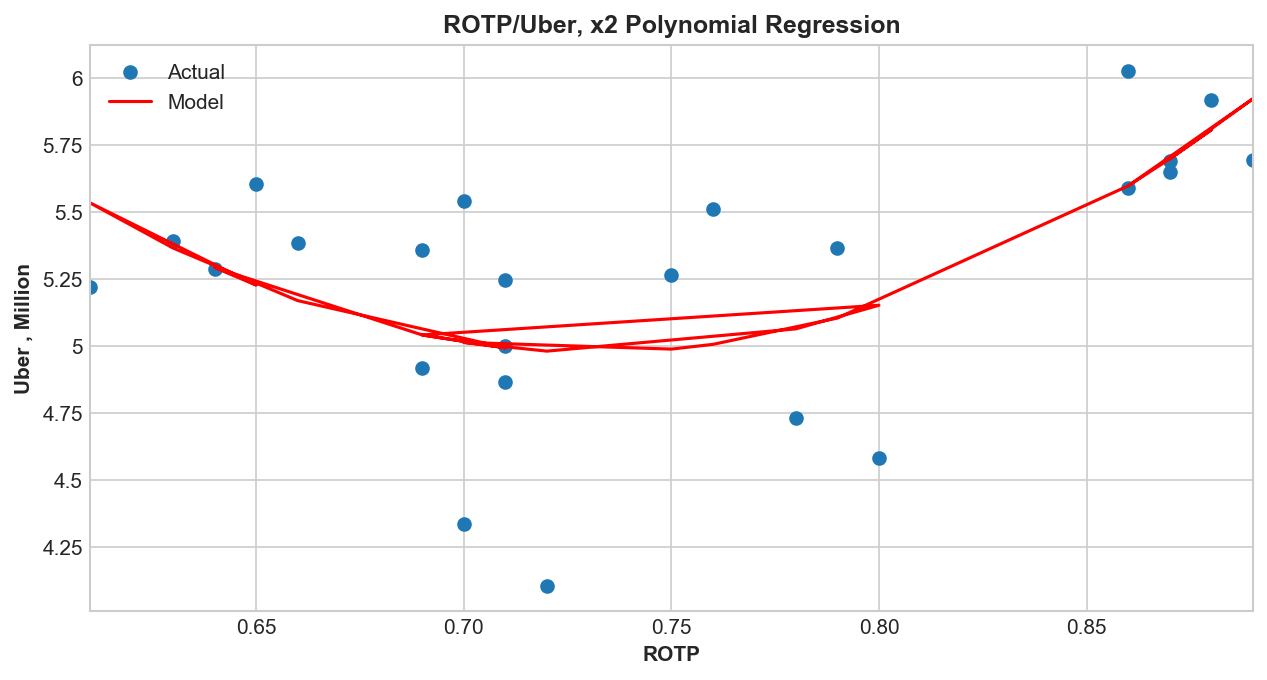 ROTP/Uber, x2 Polynomial Regression
Actual
Model
6
5.75
5.5
5.25
5
4.75
4.5
4.25
Uber , Million
0.65 0.70 0.75 0.80 0.85
ROTP